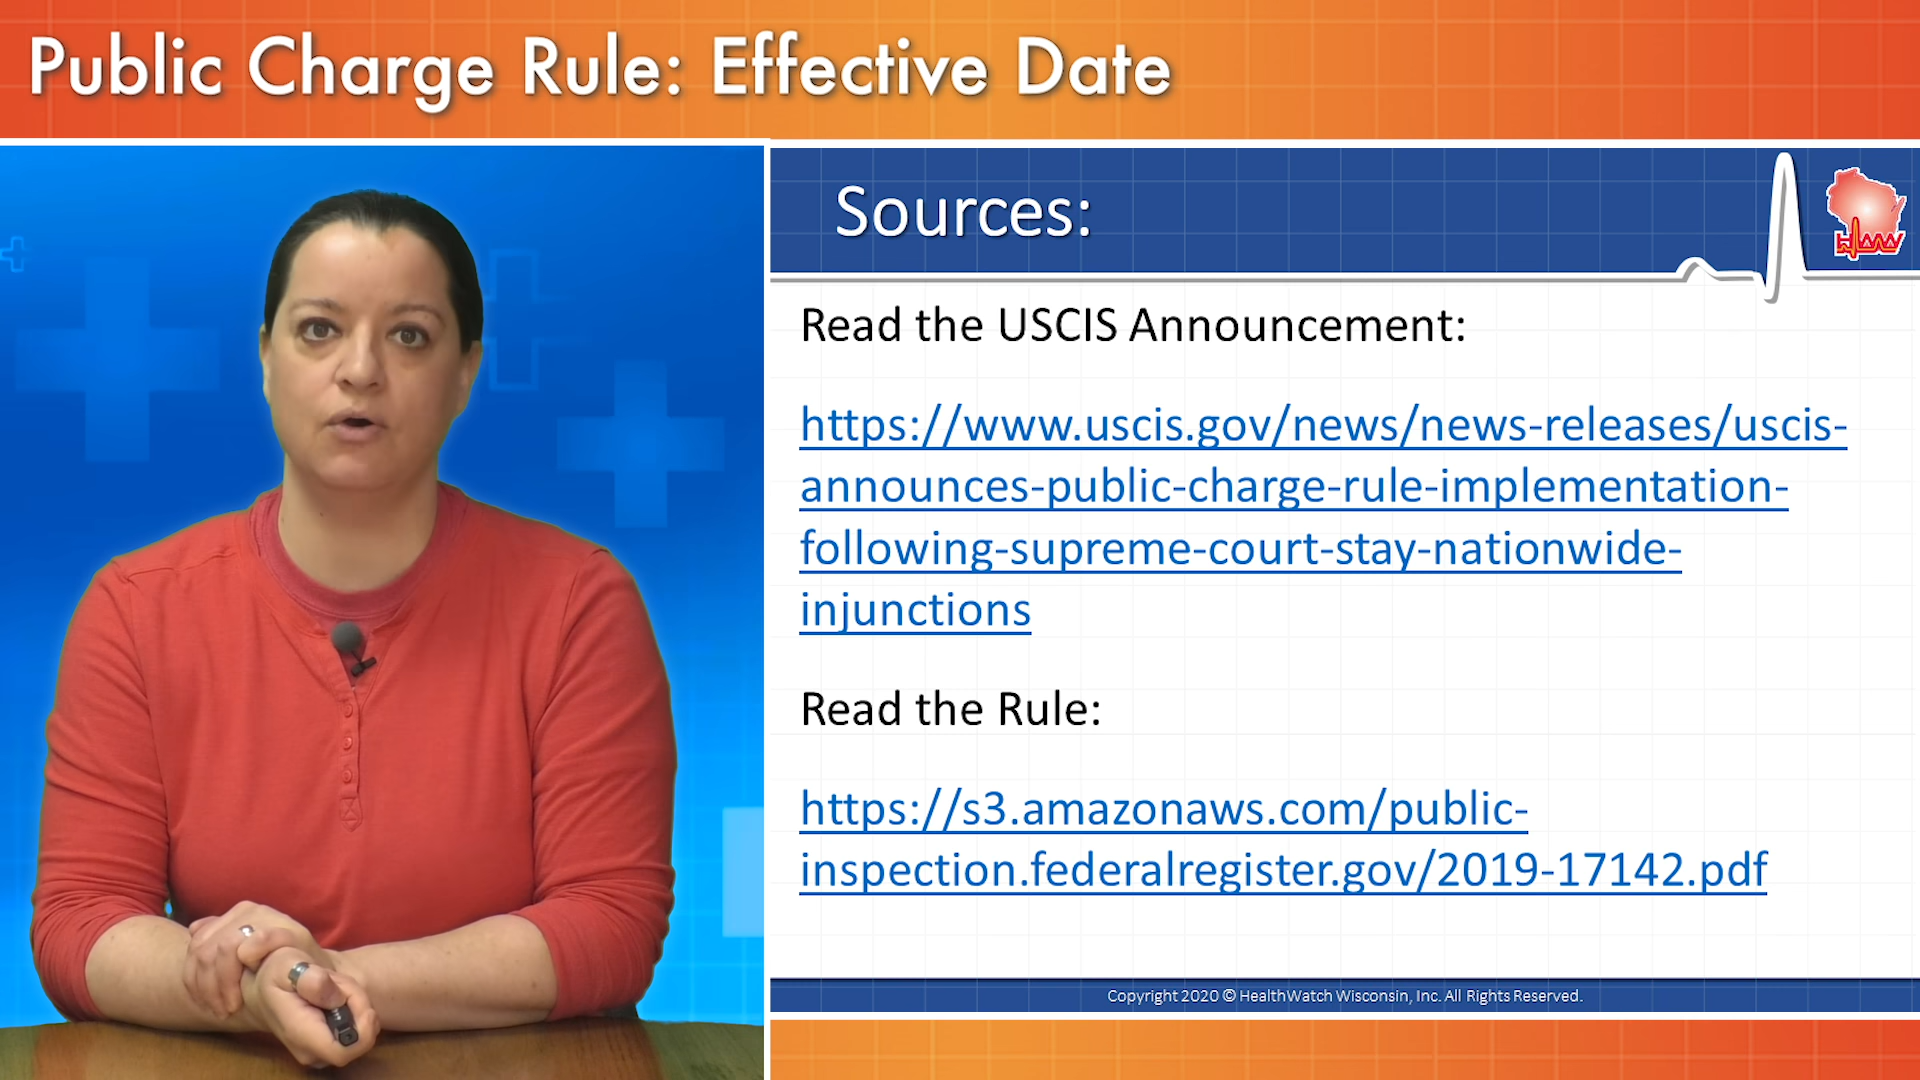 Public Charge Rule: Effective Date
Sources:
Read the USCIS Announcement:
https://www.uscis.gov/news/news-releases/uscis-
announces-public-charge-rule-implementation-
following-supreme-court-stay-nationwide-
injunctions
Read the Rule:
https://s3.amazonaws.com/public-
inspection.federalregister.gov/2019-17142.pdf
Copyright 2020 © HealthWatch Wisconsin, Inc. All Rights Reserved.